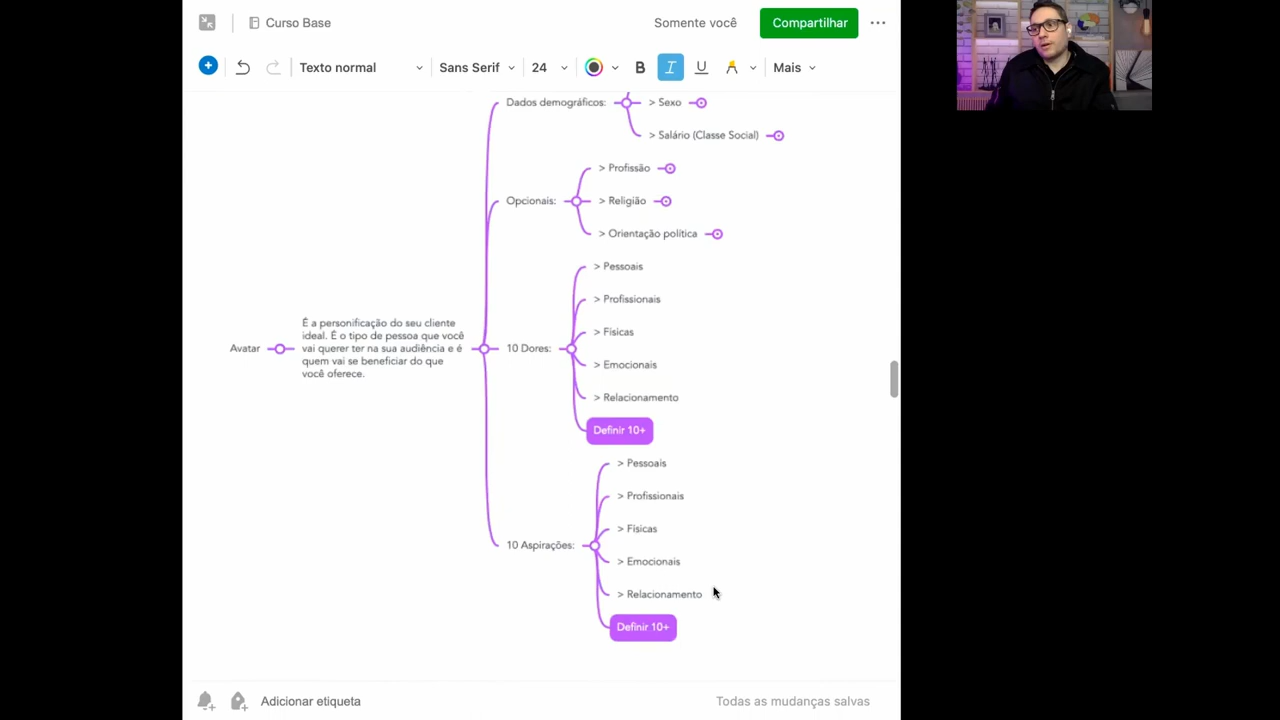 Curso Base
Somente você
Compartilhar
Texto normal
Sans Serif
24
B
I
U
Mais
Dados demográficos:
> Sexo
> Salário (Classe Social)
Opcionais:
> Profissão
> Religião
> Orientação política
Avatar
É a personificação do seu cliente
ideal. É o tipo de pessoa que você
vai querer ter na sua audiência e é
quem vai se beneficiar do que
você oferece.
10 Dores:
> Pessoais
> Profissionais
> Físicas
> Emocionais
> Relacionamento
Definir 10+
10 Aspirações:
> Pessoais
> Profissionais
> Físicas
> Emocionais
> Relacionamento
Definir 10+
Adicionar etiqueta
Todas as mudanças salvas